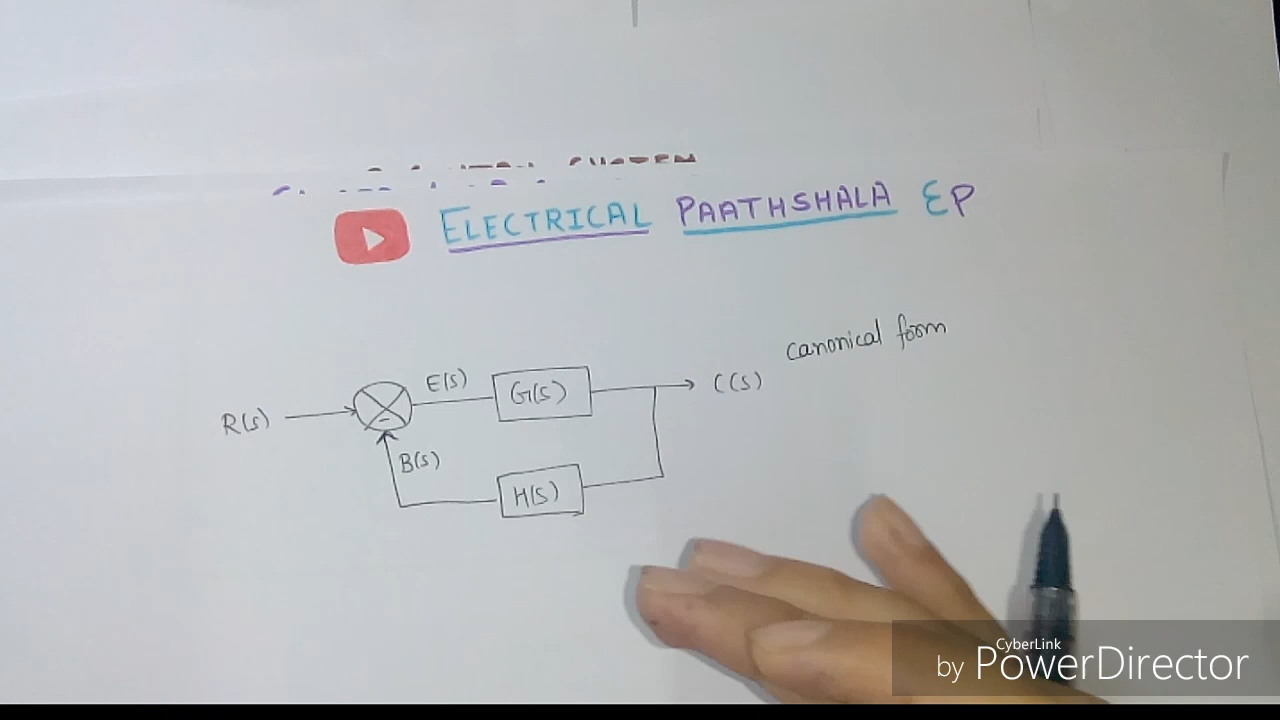 ELECTRICAL PAATHSHALA EP
canonical form
R(s)
E(s)
G(s)
C(s)
-
B(s)
H(s)
CyberLink
by PowerDirector